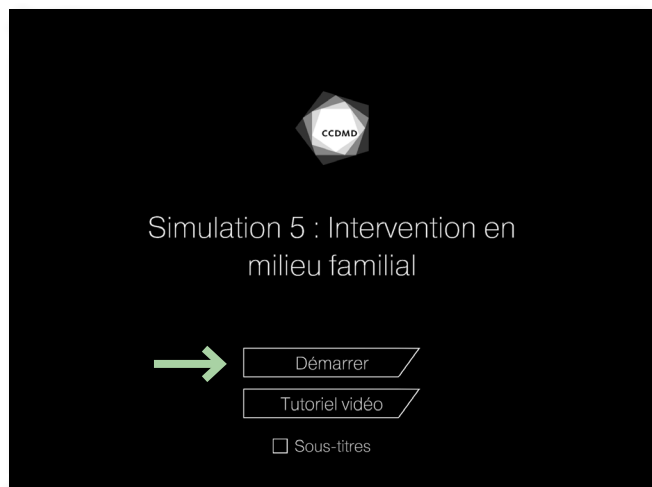 CCDMD
Simulation 5 : Intervention en
milieu familial
Démarrer
Tutoriel vidéo
Sous-titres